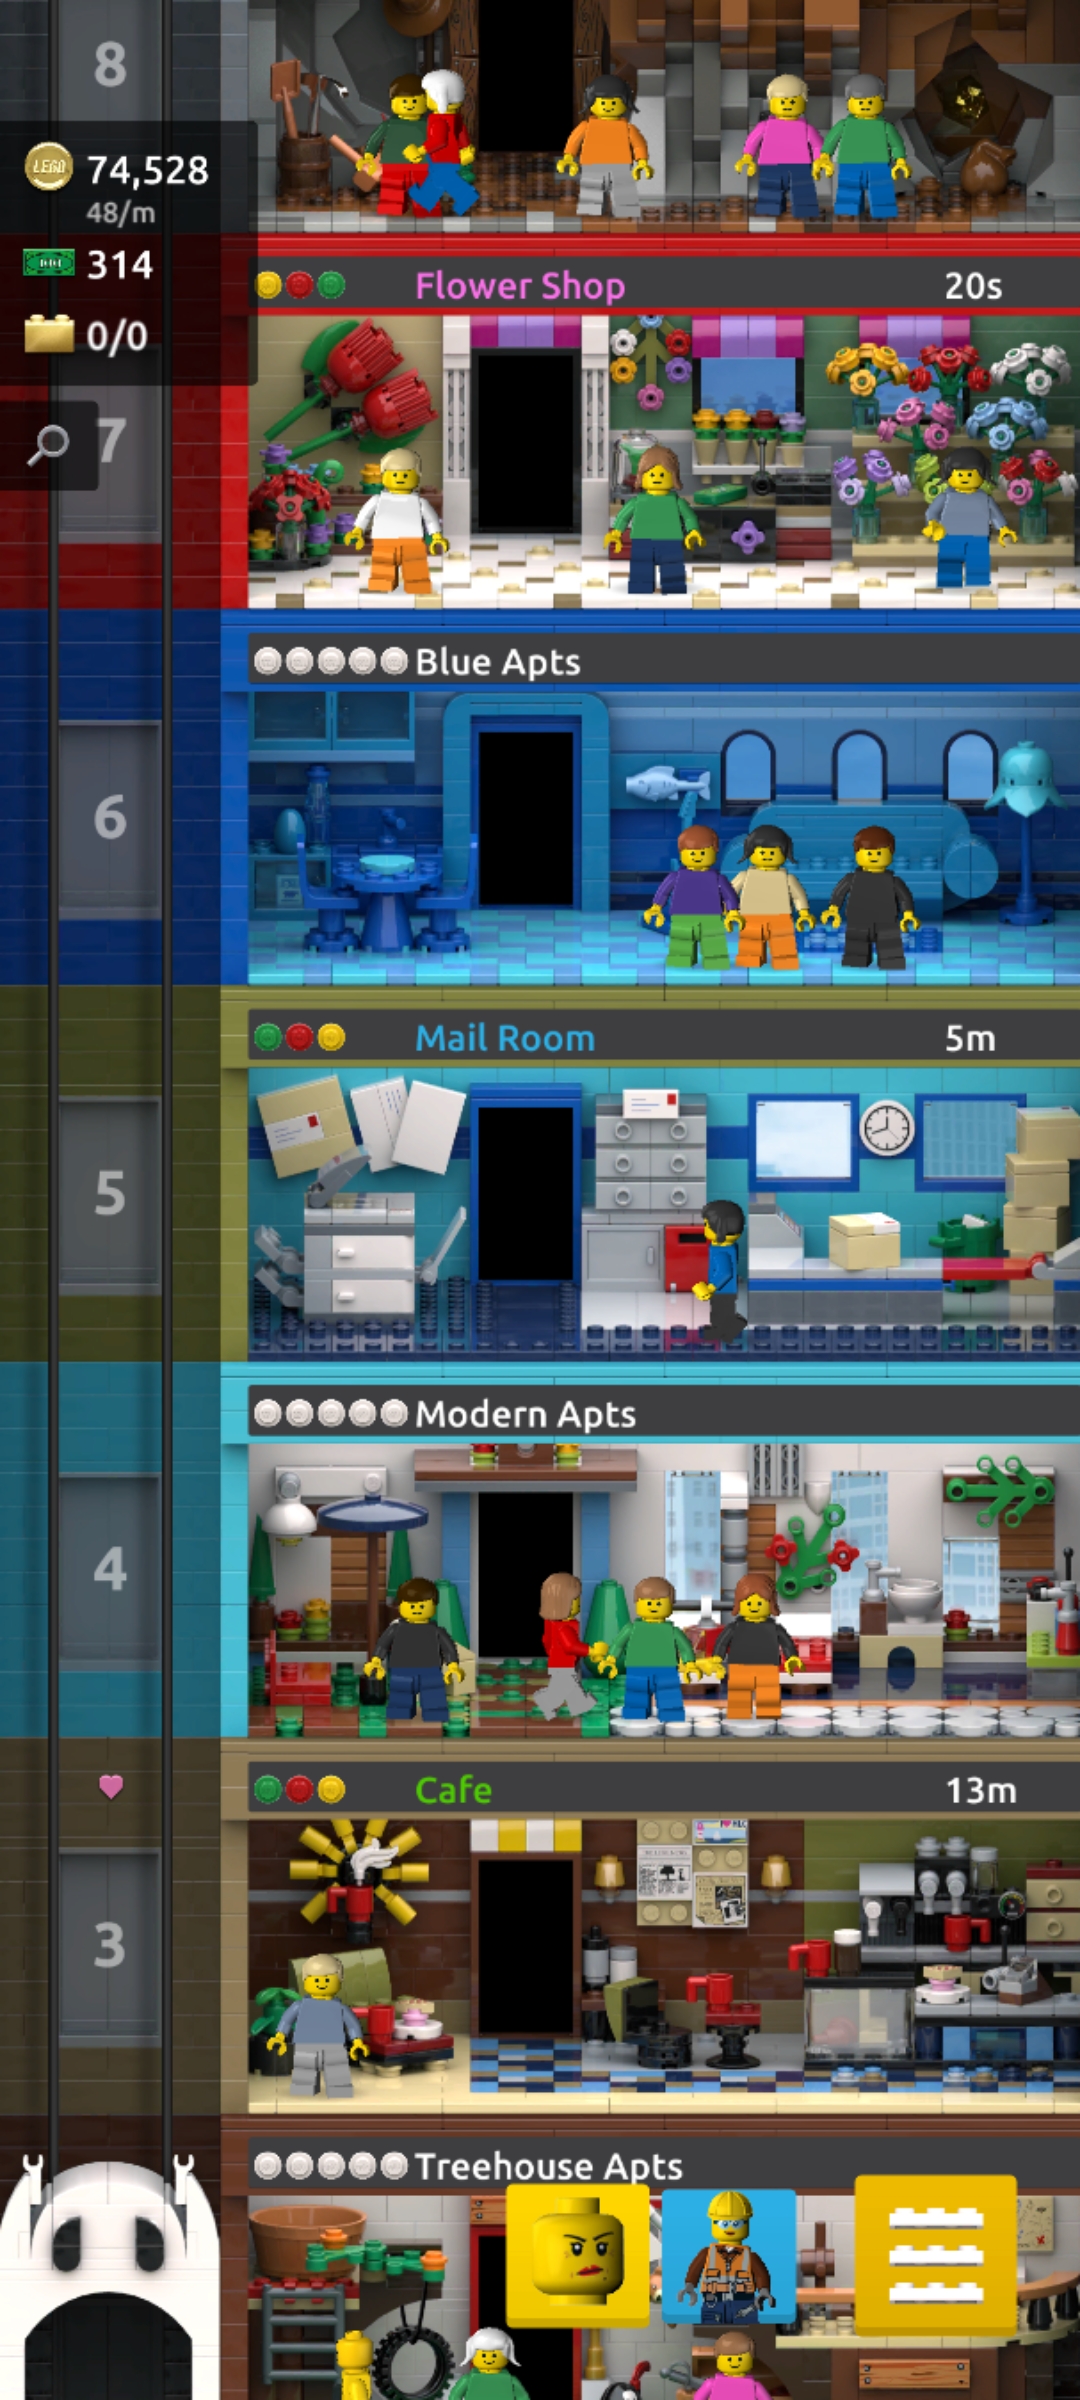 8
LEGO 74,528
48/m
314
0/0
Flower Shop 20s
7
Blue Apts
6
Mail Room 5m
5
Modern Apts
4
Cafe 13m
3
Treehouse Apts